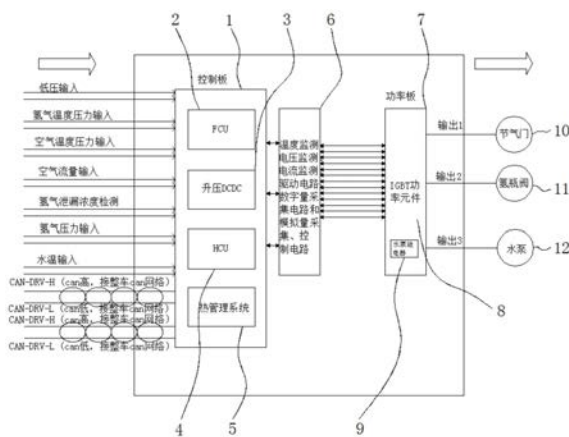 2
1
3
6
7
控制板
功率板
低压输入
氢气温度压力输入
空气温度压力输入
空气流量输入
氢气泄漏浓度检测
氢气压力输入
水温输入
CAN-DRV-H (can高, 接整车can网络)
CAN-DRV-L (can低, 接整车can网络)
CAN-DRV-H (can高, 接整车can网络)
CAN-DRV-L (can低, 接整车can网络)
FCU
升压DCDC
HCU
热管理系统
温度监测
电压监测
电流监测
驱动电路
数字量采
集电路和
模拟量采
集、控
制电路
IGBY功
率元件
输出1
输出2
输出3
节气门
氢瓶阀
水泵
10
11
12
8
4
5
9